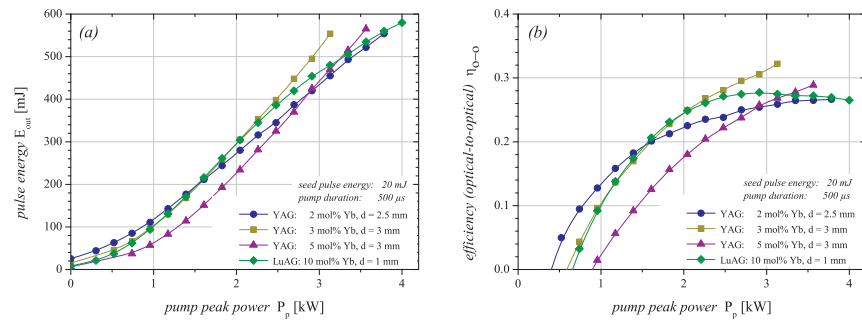 (a)
pulse energy E_out [mJ]
600
500
400
300
200
100
0
seed pulse energy: 20 mJ
pump duration: 500 µs
YAG: 2 mol% Yb, d = 2.5 mm
YAG: 3 mol% Yb, d = 3 mm
YAG: 5 mol% Yb, d = 3 mm
LuAG: 10 mol% Yb, d = 1 mm
0 1 2 3 4
pump peak power P_p [kW]
(b)
efficiency (optical-to-optical) η_o-o
0.4
0.3
0.2
0.1
0.0
seed pulse energy: 20 mJ
pump duration: 500 µs
YAG: 2 mol% Yb, d = 2.5 mm
YAG: 3 mol% Yb, d = 3 mm
YAG: 5 mol% Yb, d = 3 mm
LuAG: 10 mol% Yb, d = 1 mm
0 1 2 3 4
pump peak power P_p [kW]